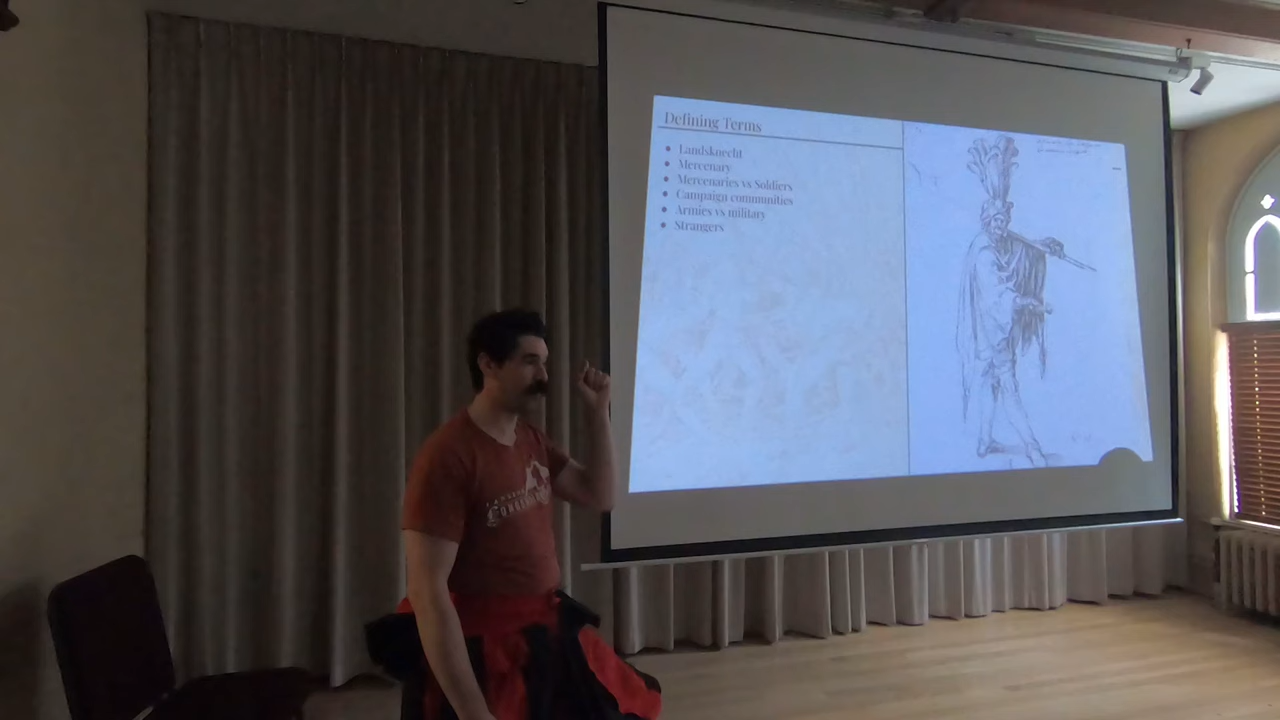 Defining Terms
Landsknecht
Mercenary
Mercenaries vs Soldiers
Campaign communities
Armies vs military
Strangers